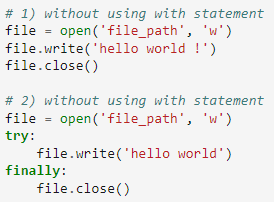 # 1) without using with statement
file = open('file_path', 'w')
file.write('hello world !')
file.close()
# 2) without using with statement
file = open('file_path', 'w')
try:
    file.write('hello world')
finally:
    file.close()